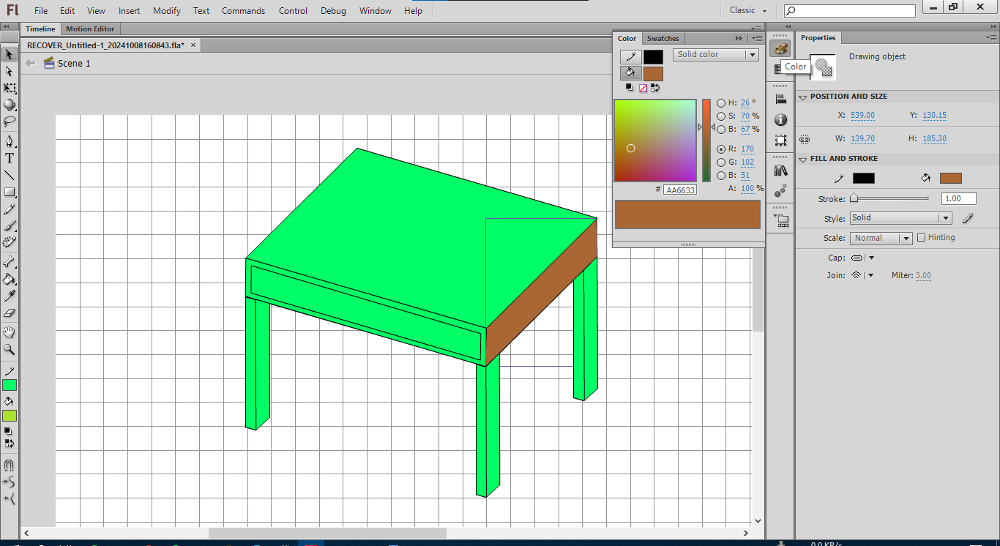 Fl File Edit View Insert Modify Text Commands Control Debug Window Help Classic
Timeline Motion Editor
RECOVER_Untitled-1_20241008160843.fla*
Scene 1
Color Swatches
Solid color
H: 26 °
S: 70 %
B: 67 %
R: 170
G: 102
B: 51
# AA6633
A: 100 %
Color
Properties
Drawing object
POSITION AND SIZE
X: 539.00 Y: 130.15
W: 139.70 H: 185.30
FILL AND STROKE
Stroke: 1.00
Style: Solid
Scale: Normal Hinting
Cap:
Join: Miter: 3.00
T